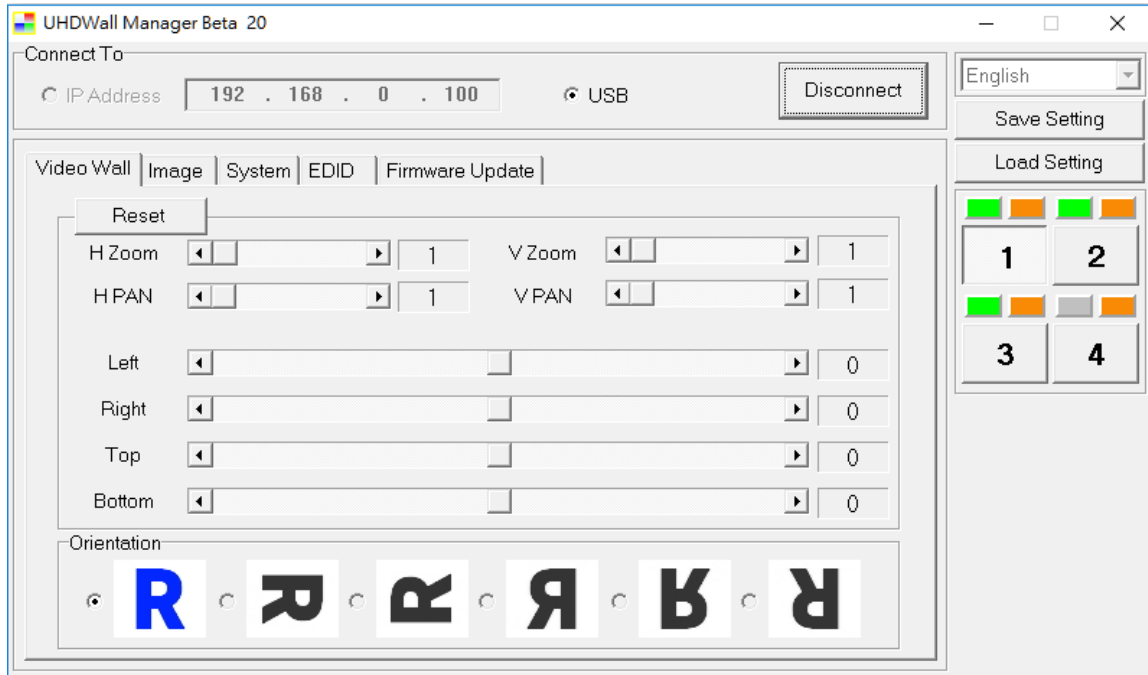 UHDWall Manager Beta 20
Connect To
IP Address 192 . 168 . 0 . 100 USB Disconnect
English
Save Setting
Load Setting
Video Wall Image System EDID Firmware Update
Reset
H Zoom 1 V Zoom 1
H PAN 1 V PAN 1
Left 0
Right 0
Top 0
Bottom 0
Orientation
R R R R R R
1 2
3 4